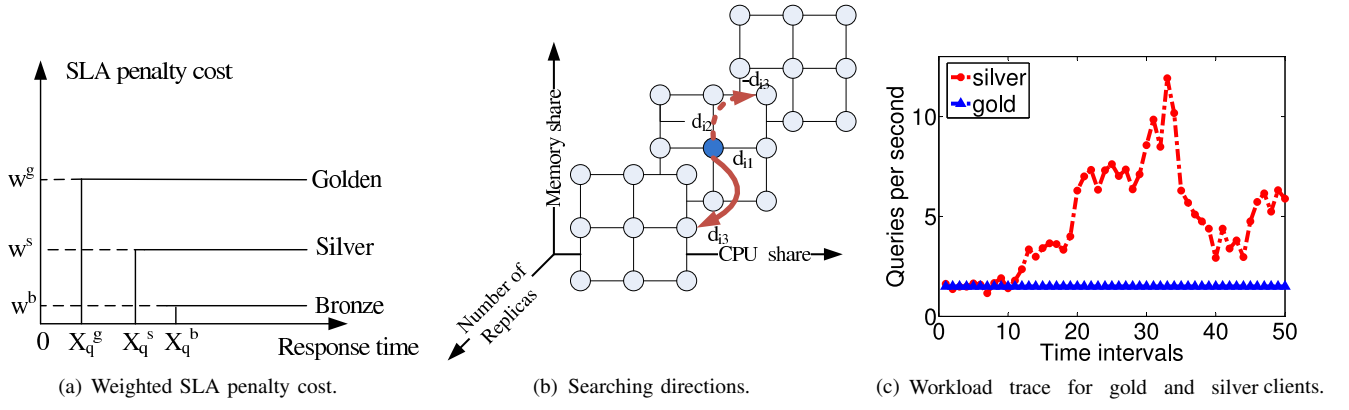 SLA penalty cost
w^g
Golden
w^s
Silver
w^b
Bronze
0
X_q^g
X_q^s
X_q^b
Response time
(a) Weighted SLA penalty cost.
Memory share
-d_i3
d_i2
d_i1
d_i3
CPU share
Number of
Replicas
(b) Searching directions.
silver
gold
Queries per second
10
5
0
0
10
20
30
40
50
Time intervals
(c) Workload trace for gold and silver clients.